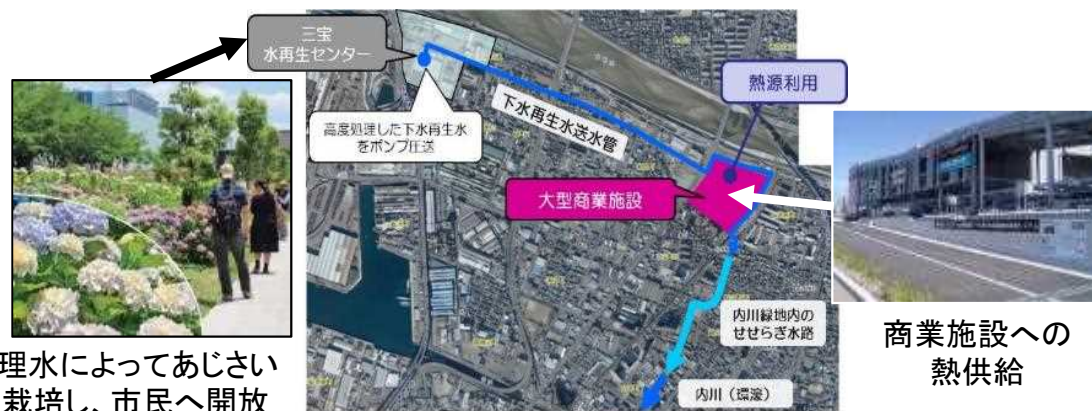 三宝
水再生センター
高度処理した下水再生水
をポンプ圧送
下水再生水送水管
熱源利用
大型商業施設
内川緑地内の
せせらぎ水路
内川（環濠）
理水によってあじさい
栽培し、市民へ開放
商業施設への
熱供給